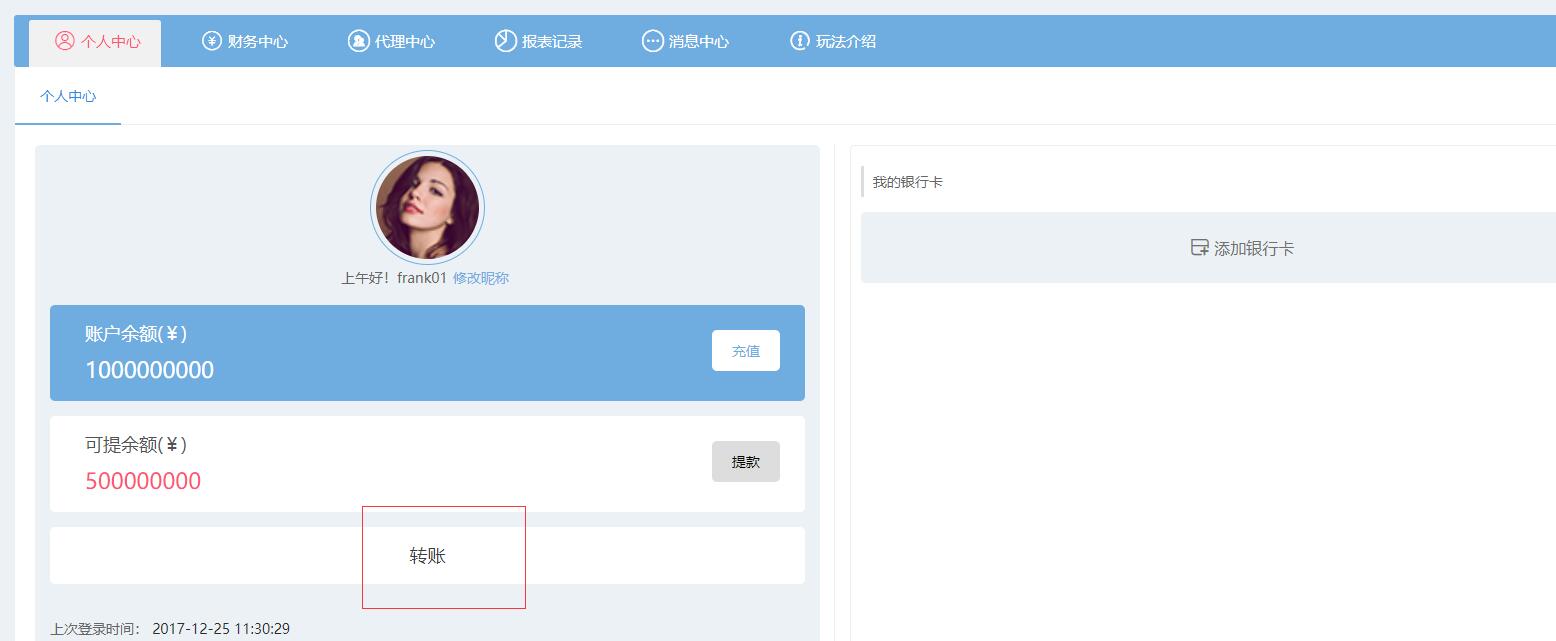 个人中心 财务中心 代理中心 报表记录 消息中心 玩法介绍
个人中心
上午好！frank01 修改昵称
账户余额(¥)
1000000000
充值
可提余额(¥)
500000000
提款
转账
上次登录时间： 2017-12-25 11:30:29
我的银行卡
添加银行卡